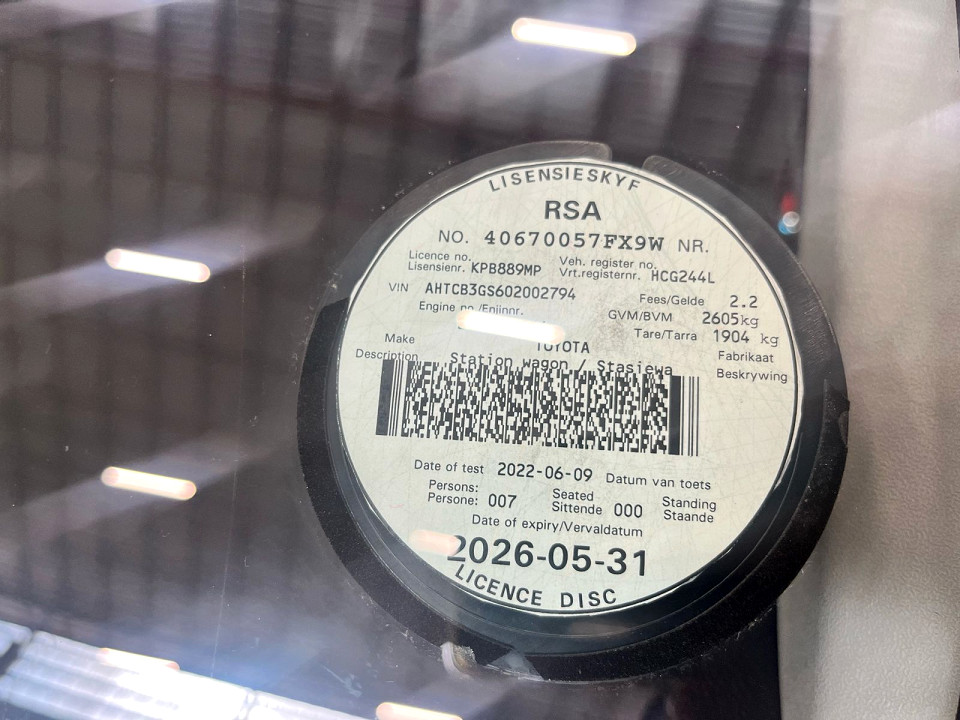 LISENSIESKYF
RSA
NO. 40670057FX9W NR.
Licence no. Veh. register no.
Lisensienr. KPB889MP Vrt.registernr. HCG244L
VIN AHTCB3GS602002794 Fees/Gelde 2.2
Engine no./Enjinnr. GVM/BVM 2605kg
Tare/Tarra 1904 kg
Make TOYOTA Fabrikaat
Description Station wagon / Stasiewa Beskrywing
Date of test 2022-06-09 Datum van toets
Persons: Seated Standing
Persone: 007 Sittende 000 Staande
Date of expiry/Vervaldatum
2026-05-31
LICENCE DISC